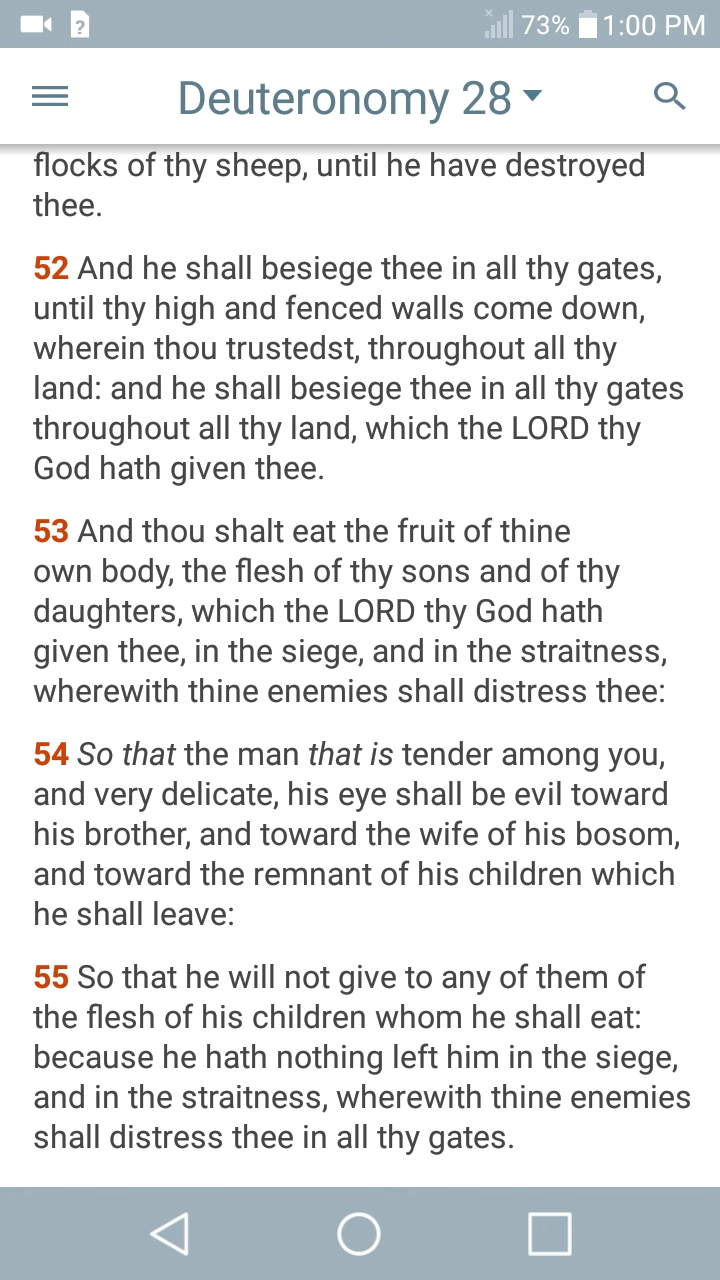 73% 1:00 PM
Deuteronomy 28
flocks of thy sheep, until he have destroyed
thee.
52 And he shall besiege thee in all thy gates,
until thy high and fenced walls come down,
wherein thou trustedst, throughout all thy
land: and he shall besiege thee in all thy gates
throughout all thy land, which the LORD thy
God hath given thee.
53 And thou shalt eat the fruit of thine
own body, the flesh of thy sons and of thy
daughters, which the LORD thy God hath
given thee, in the siege, and in the straitness,
wherewith thine enemies shall distress thee:
54 So that the man that is tender among you,
and very delicate, his eye shall be evil toward
his brother, and toward the wife of his bosom,
and toward the remnant of his children which
he shall leave:
55 So that he will not give to any of them of
the flesh of his children whom he shall eat:
because he hath nothing left him in the siege,
and in the straitness, wherewith thine enemies
shall distress thee in all thy gates.